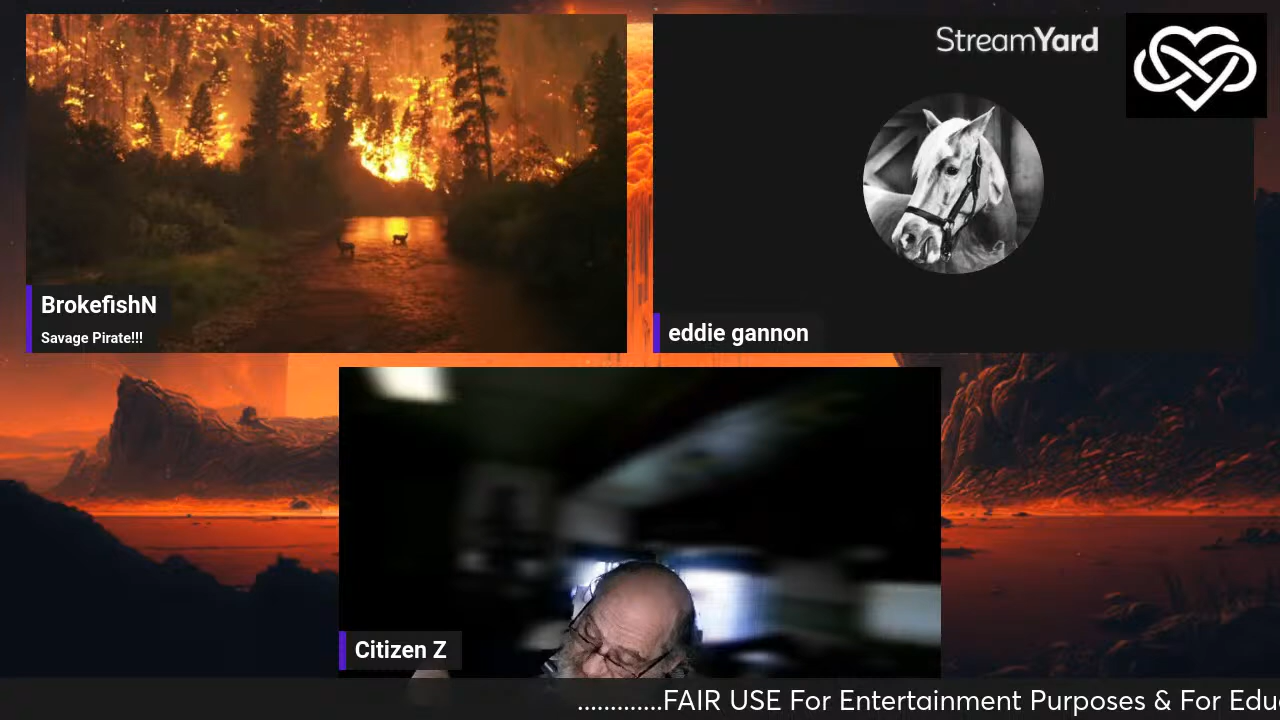 StreamYard
BrokefishN
Savage Pirate!!!
eddie gannon
Citizen Z
.............FAIR USE For Entertainment Purposes & For Edu